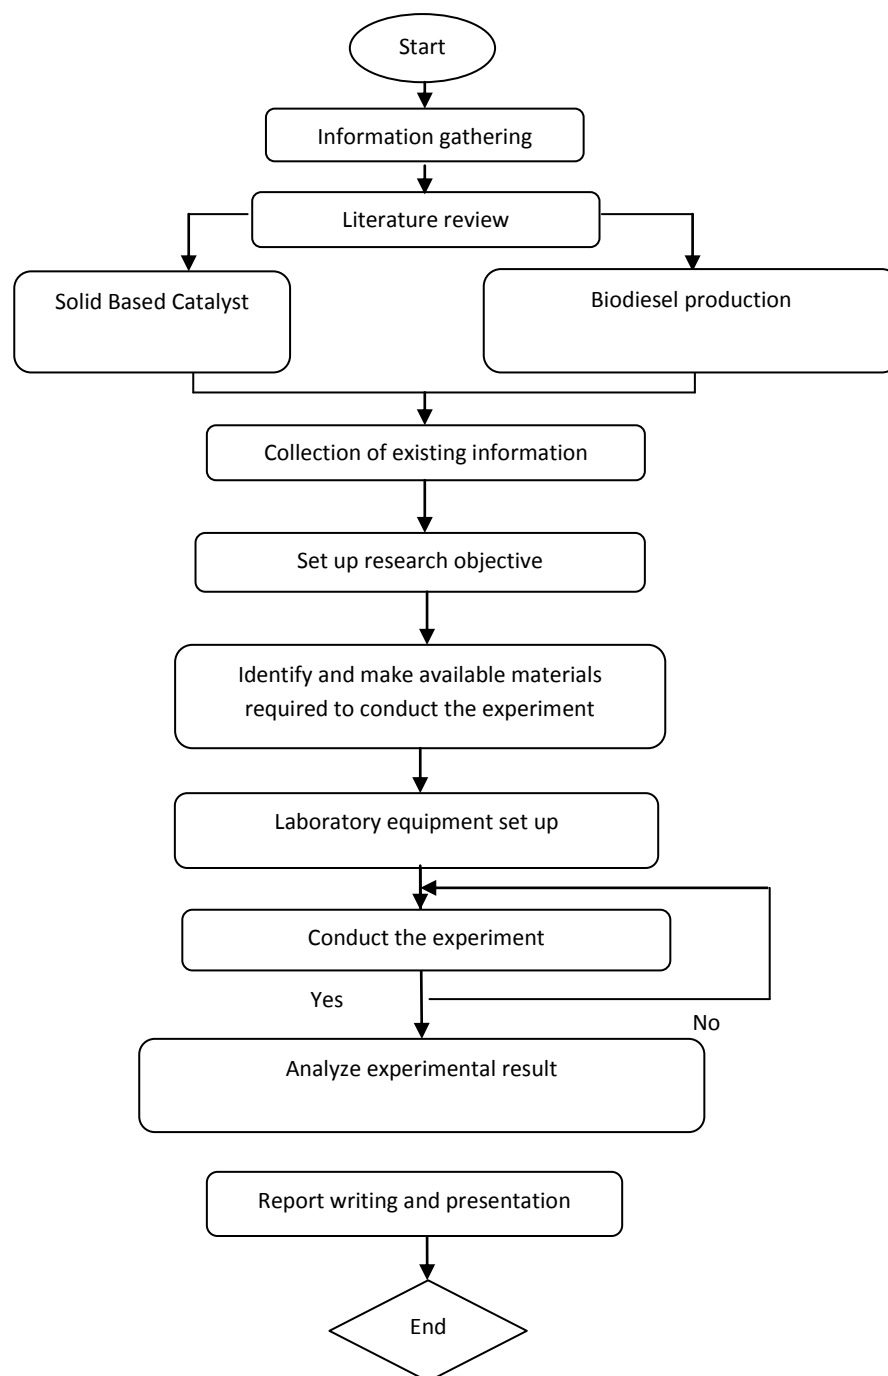 Start
Information gathering
Literature review
Solid Based Catalyst
Biodiesel production
Collection of existing information
Set up research objective
Identify and make available materials
required to conduct the experiment
Laboratory equipment set up
Conduct the experiment
Yes
No
Analyze experimental result
Report writing and presentation
End